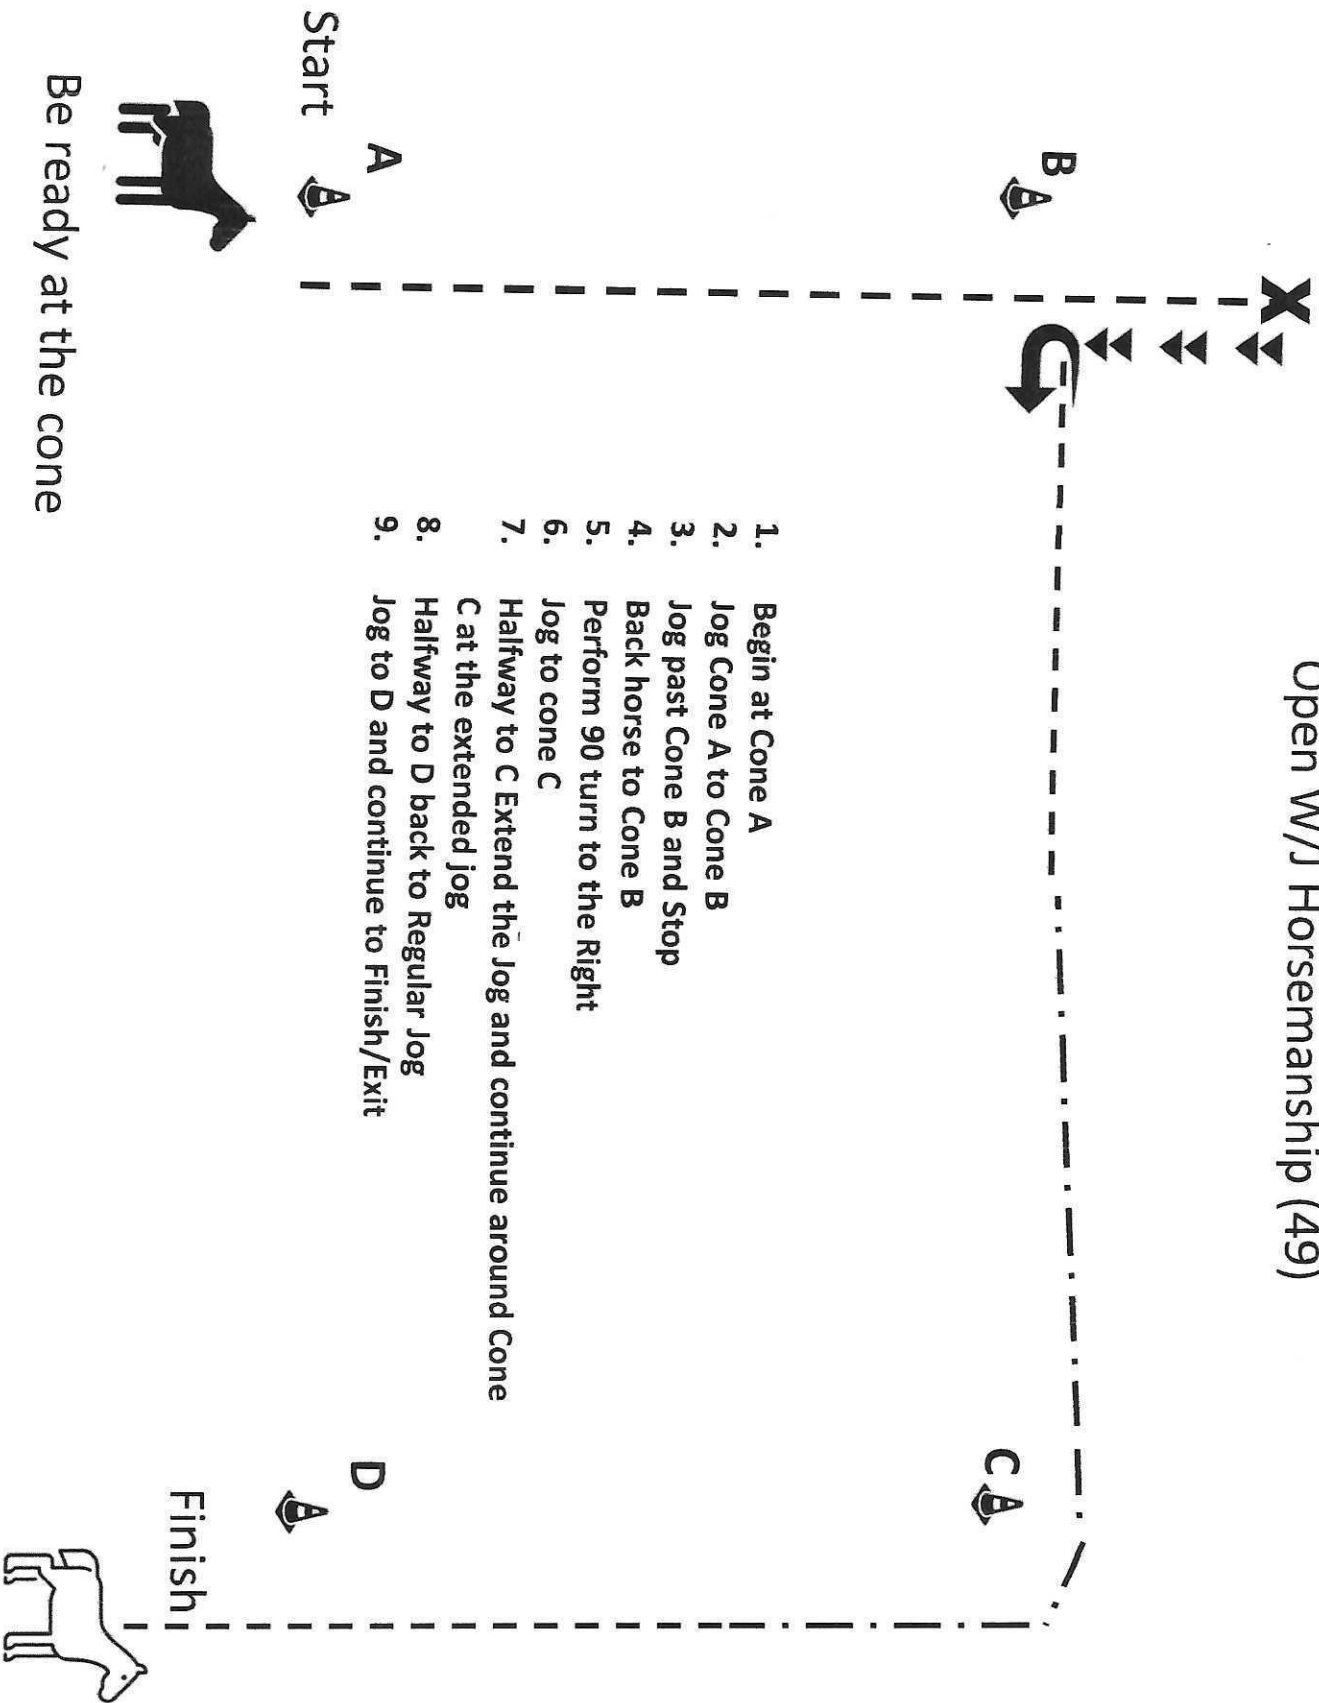 Open W/J Horsemanship (49)
X
B
C
1. Begin at Cone A
2. Jog Cone A to Cone B
3. Jog past Cone B and Stop
4. Back horse to Cone B
5. Perform 90 turn to the Right
6. Jog to cone C
7. Halfway to C Extend the Jog and continue around Cone
C at the extended jog
8. Halfway to D back to Regular Jog
9. Jog to D and continue to Finish/Exit
A
D
Start
Finish
Be ready at the cone